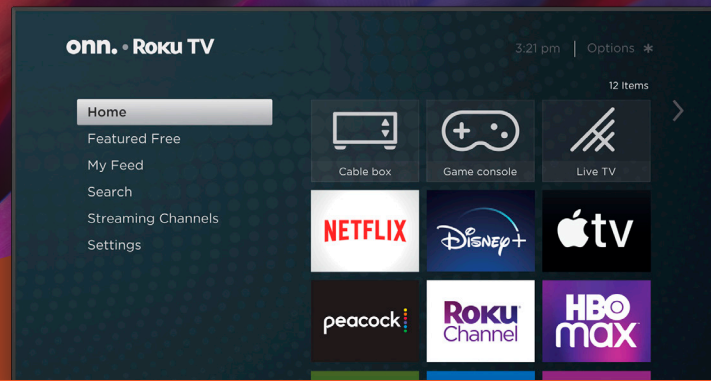 onn. • Roku TV
3:21 pm | Options *
12 Items
Home
Featured Free
My Feed
Search
Streaming Channels
Settings
Cable box
Game console
Live TV
NETFLIX
Disney+
tv
peacock
Roku Channel
HBO max